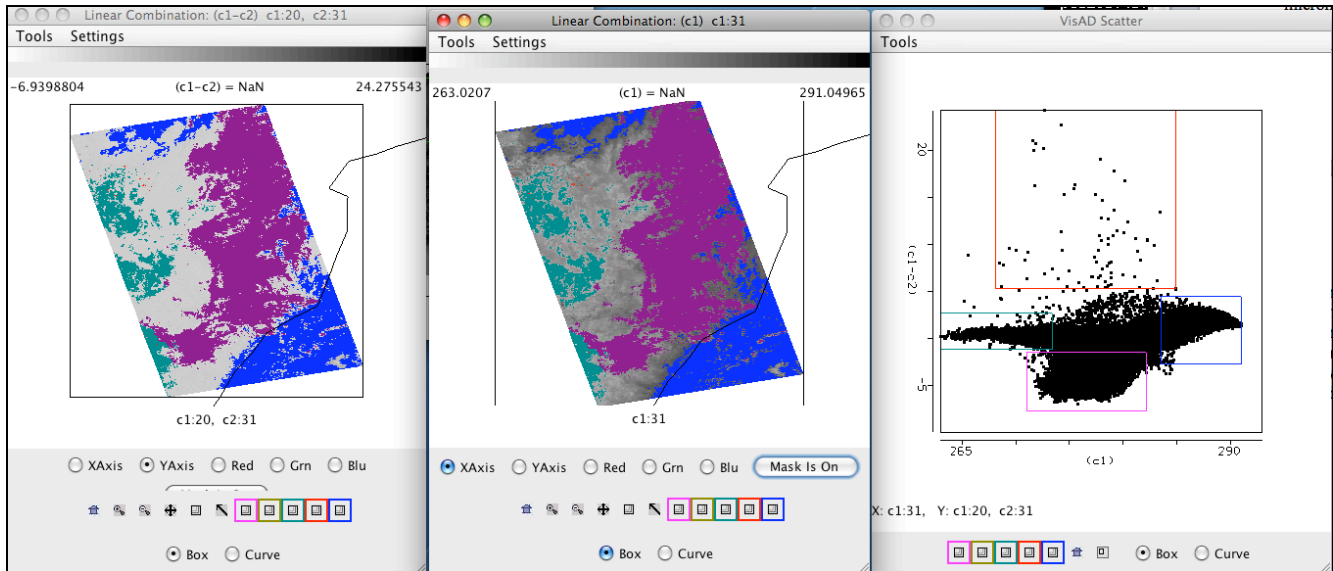 Linear Combination: (c1-c2) c1:20, c2:31
Tools Settings
-6.9398804 (c1-c2) = NaN 24.275543
c1:20, c2:31
XAxis YAxis Red Grn Blu
Box Curve
Linear Combination: (c1) c1:31
Tools Settings
263.0207 (c1) = NaN 291.04965
c1:31
XAxis YAxis Red Grn Blu Mask Is On
Box Curve
VisAD Scatter
Tools
20
(c1-c2)
-5
265 (c1) 290
X: c1:31, Y: c1:20, c2:31
Box Curve